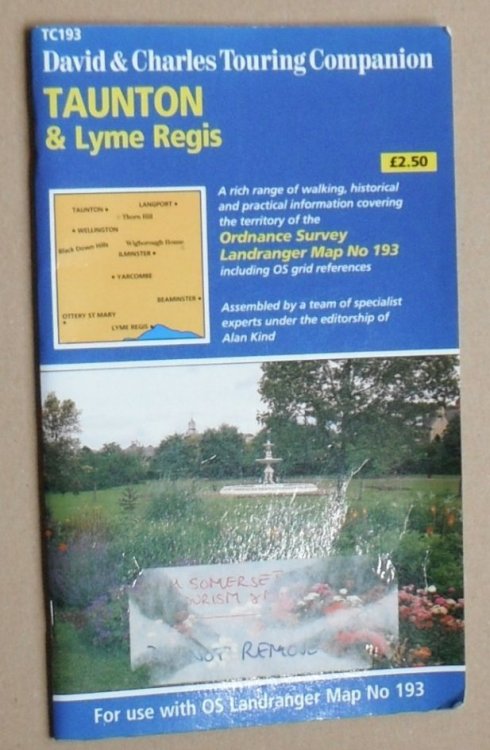 TC193
David & Charles Touring Companion
TAUNTON
& Lyme Regis
£2.50
A rich range of walking, historical
and practical information covering
the territory of the
Ordnance Survey
Landranger Map No 193
including OS grid references
Assembled by a team of specialist
experts under the editorship of
Alan Kind
TAUNTON
LANGPORT
Thorn Hill
WELLINGTON
Black Down Hills
Wigborough House
ILMINSTER
YARCOMBE
BEAMINSTER
OTTERY ST MARY
LYME REGIS
SOMERSE
NOT REMOVE
For use with OS Landranger Map No 193